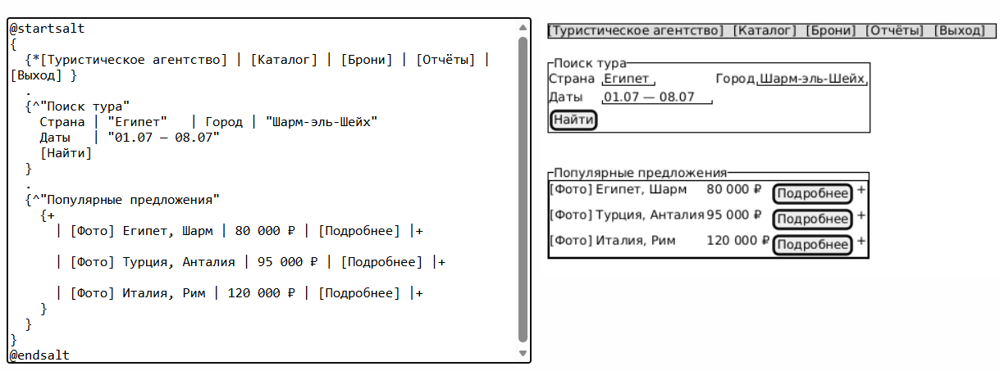 @startsalt
{
{*[Туристическое агентство] | [Каталог] | [Брони] | [Отчёты] |
[Выход] }
.
{^"Поиск тура"
Страна | "Египет" | Город | "Шарм-эль-Шейх"
Даты | "01.07 – 08.07"
[Найти]
}
.
{^"Популярные предложения"
{+
| [Фото] Египет, Шарм | 80 000 ₽ | [Подробнее] |+
| [Фото] Турция, Анталия | 95 000 ₽ | [Подробнее] |+
| [Фото] Италия, Рим | 120 000 ₽ | [Подробнее] |+
}
}
}
@endsalt
[Туристическое агентство] [Каталог] [Брони] [Отчёты] [Выход]
Поиск тура
Страна Египет Город Шарм-эль-Шейх
Даты 01.07 — 08.07
Найти
Популярные предложения
[Фото] Египет, Шарм 80 000 ₽ Подробнее +
[Фото] Турция, Анталия 95 000 ₽ Подробнее +
[Фото] Италия, Рим 120 000 ₽ Подробнее +